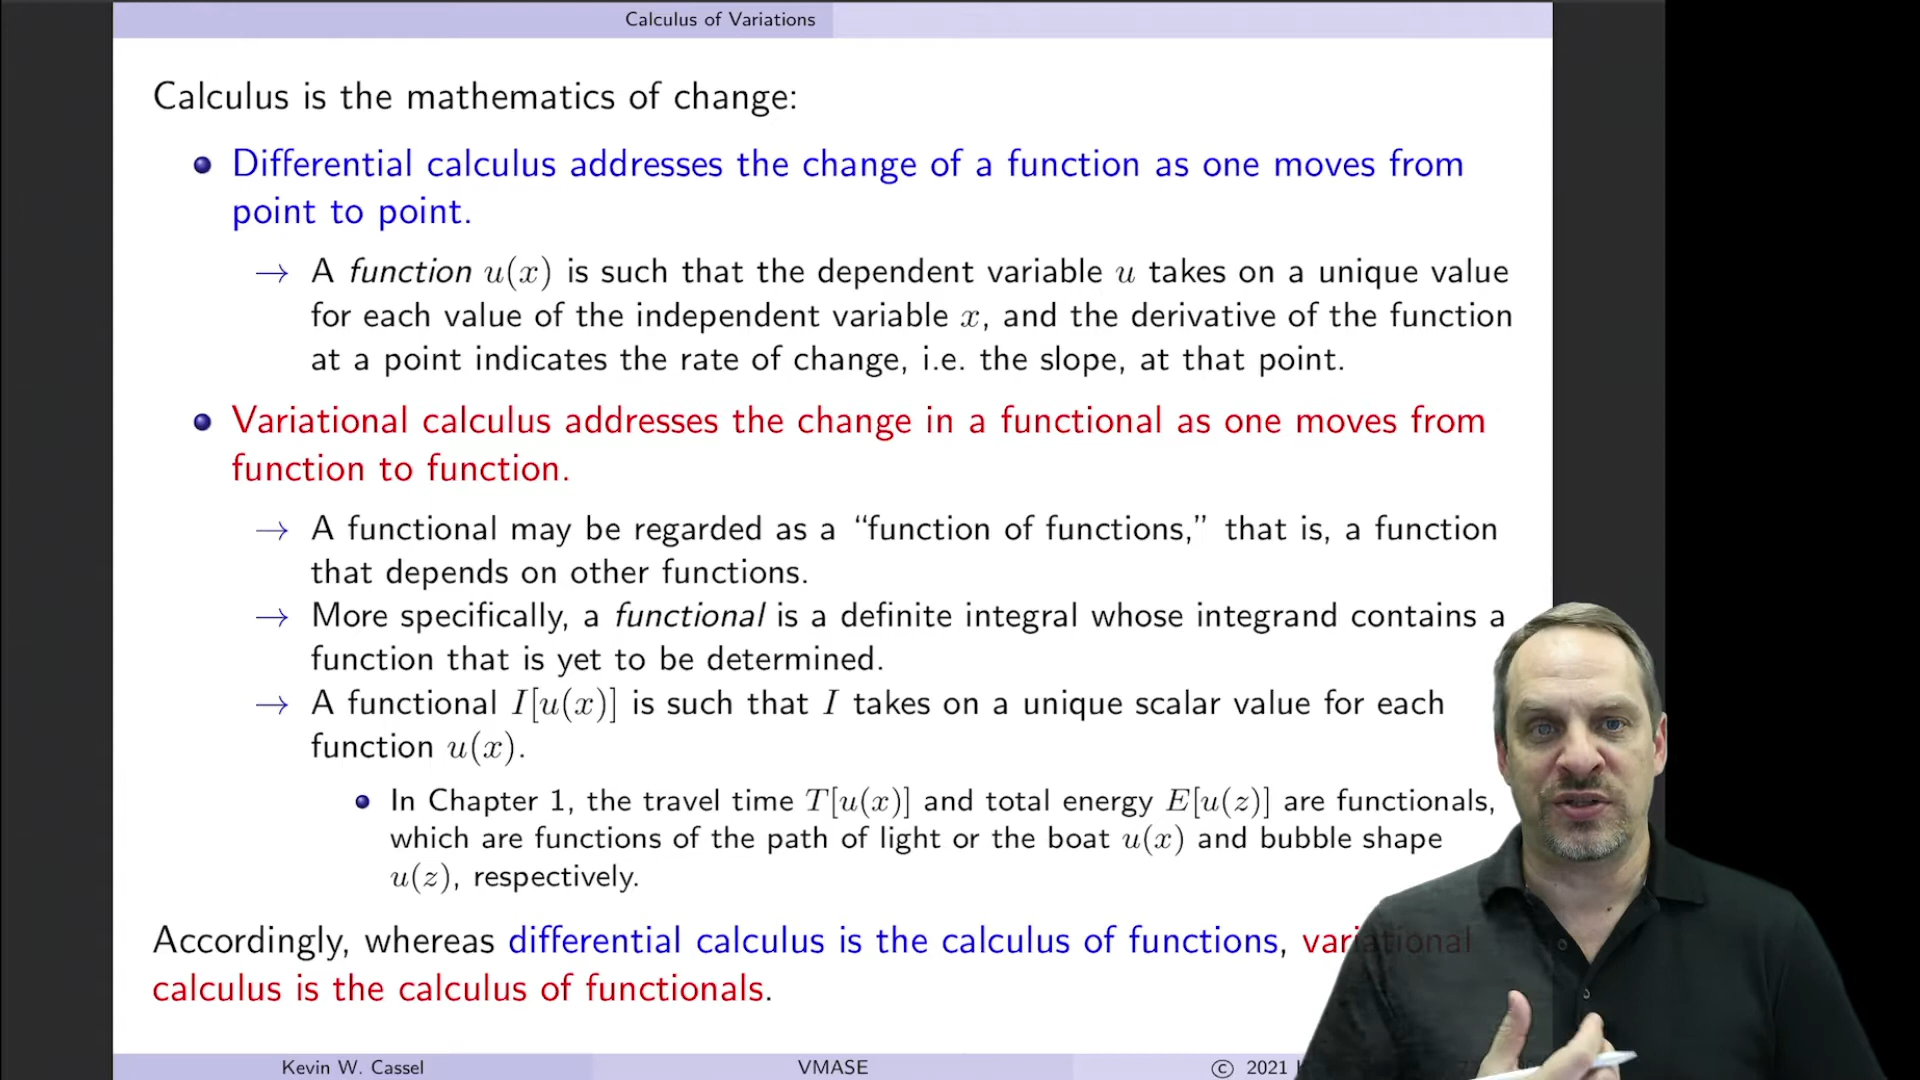 Calculus of Variations
Calculus is the mathematics of change:
Differential calculus addresses the change of a function as one moves from
point to point.
→ A function u(x) is such that the dependent variable u takes on a unique value
for each value of the independent variable x, and the derivative of the function
at a point indicates the rate of change, i.e. the slope, at that point.
Variational calculus addresses the change in a functional as one moves from
function to function.
→ A functional may be regarded as a “function of functions,” that is, a function
that depends on other functions.
→ More specifically, a functional is a definite integral whose integrand contains a
function that is yet to be determined.
→ A functional I[u(x)] is such that I takes on a unique scalar value for each
function u(x).
In Chapter 1, the travel time T[u(x)] and total energy E[u(z)] are functionals,
which are functions of the path of light or the boat u(x) and bubble shape
u(z), respectively.
Accordingly, whereas differential calculus is the calculus of functions, variational
calculus is the calculus of functionals.
Kevin W. Cassel VMASE © 2021